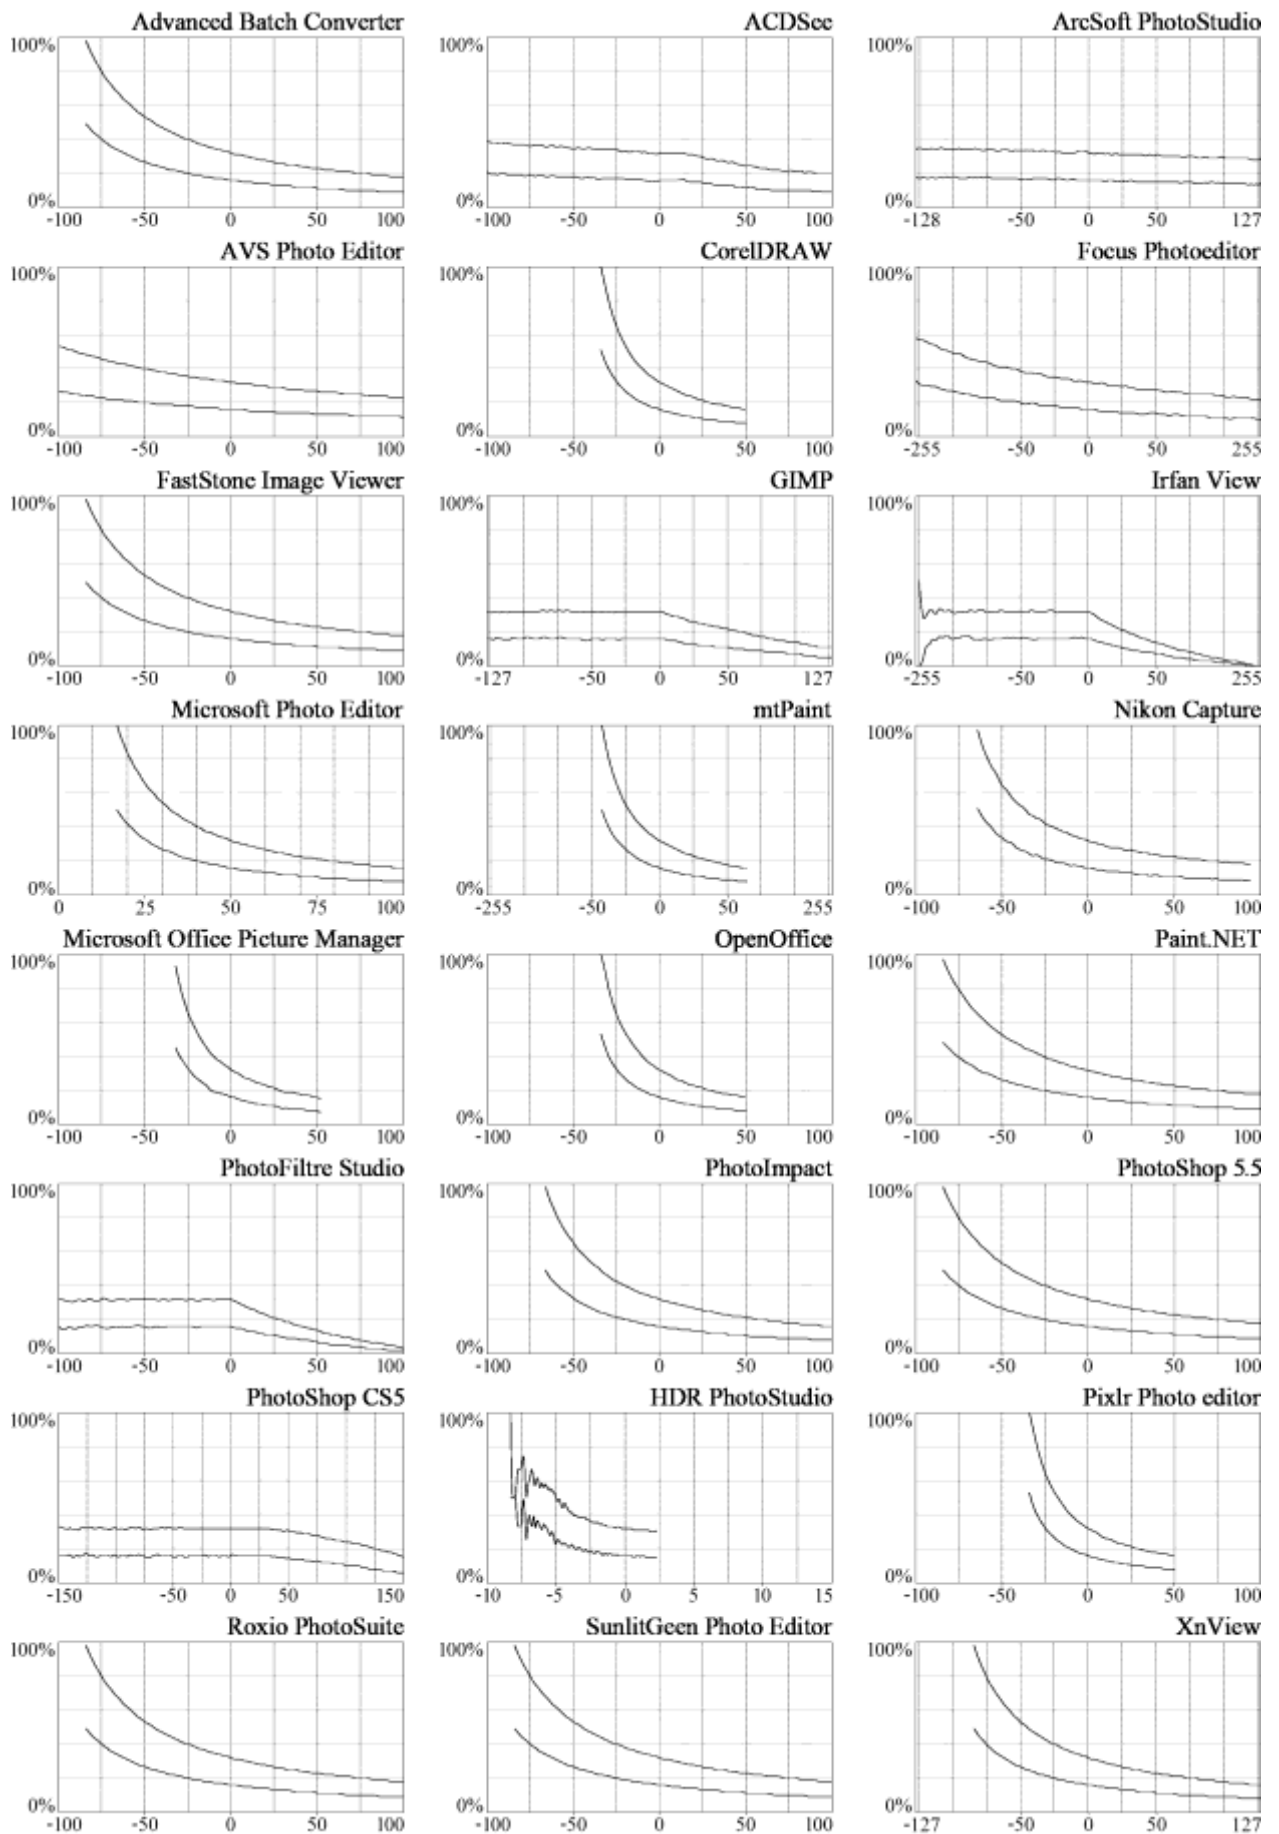 Advanced Batch Converter
100%
0%
-100 -50 0 50 100
ACDSee
100%
0%
-100 -50 0 50 100
ArcSoft PhotoStudio
100%
0%
-128 -50 0 50 127
AVS Photo Editor
100%
0%
-100 -50 0 50 100
CorelDRAW
100%
0%
-100 -50 0 50 100
Focus Photoeditor
100%
0%
-255 -50 0 50 255
FastStone Image Viewer
100%
0%
-100 -50 0 50 100
GIMP
100%
0%
-127 -50 0 50 127
Irfan View
100%
0%
-255 -50 0 50 255
Microsoft Photo Editor
100%
0%
0 25 50 75 100
mtPaint
100%
0%
-255 -50 0 50 255
Nikon Capture
100%
0%
-100 -50 0 50 100
Microsoft Office Picture Manager
100%
0%
-100 -50 0 50 100
OpenOffice
100%
0%
-100 -50 0 50 100
Paint.NET
100%
0%
-100 -50 0 50 100
PhotoFiltre Studio
100%
0%
-100 -50 0 50 100
PhotoImpact
100%
0%
-100 -50 0 50 100
PhotoShop 5.5
100%
0%
-100 -50 0 50 100
PhotoShop CS5
100%
0%
-150 -50 0 50 150
HDR PhotoStudio
100%
0%
-10 -5 0 5 10 15
Pixlr Photo editor
100%
0%
-100 -50 0 50 100
Roxio PhotoSuite
100%
0%
-100 -50 0 50 100
SunlitGeen Photo Editor
100%
0%
-100 -50 0 50 100
XnView
100%
0%
-127 -50 0 50 127